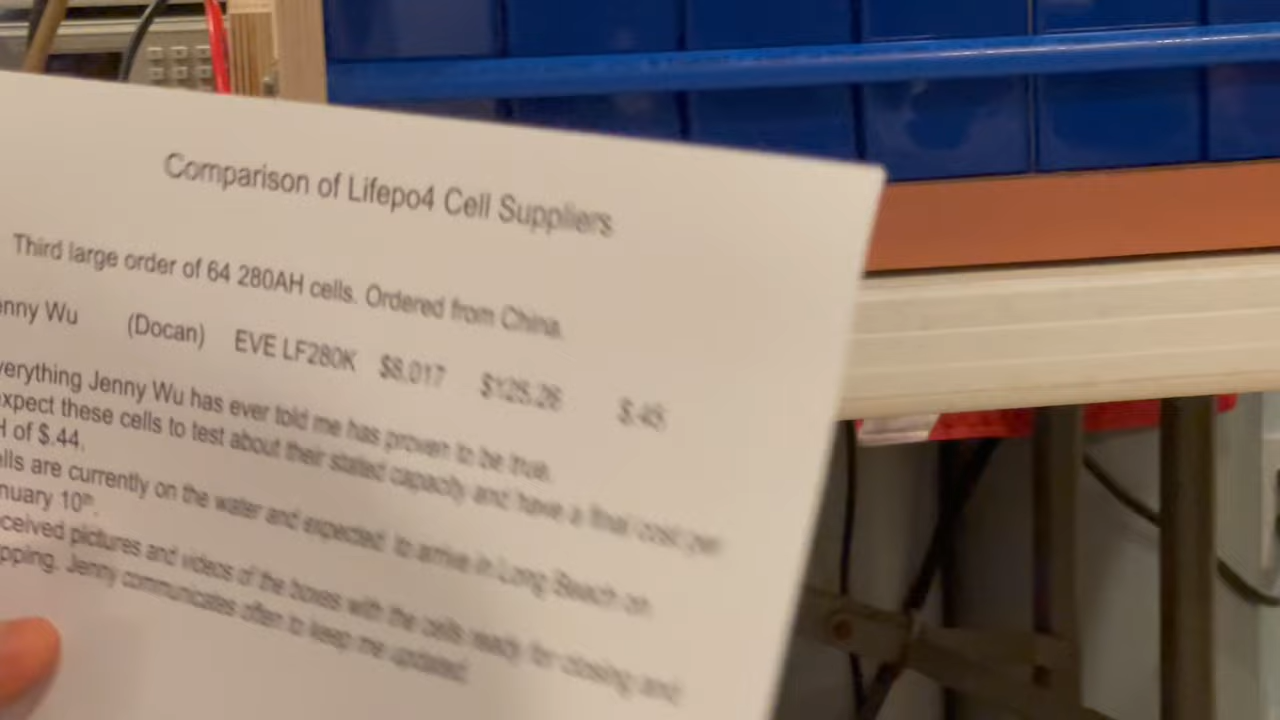 Comparison of Lifepo4 Cell Suppliers
Third large order of 64 280AH cells. Ordered from China.
enny Wu (Docan) EVE LF280K $8,017 $125.26 $.45
verything Jenny Wu has ever told me has proven to be true.
xpect these cells to test about their stated capacity and have a final cost per
H of $.44.
ells are currently on the water and expected to arrive in Long Beach on
nuary 10th.
ceived pictures and videos of the boxes with the cells ready for closing and
pping. Jenny communicates often to keep me updated.